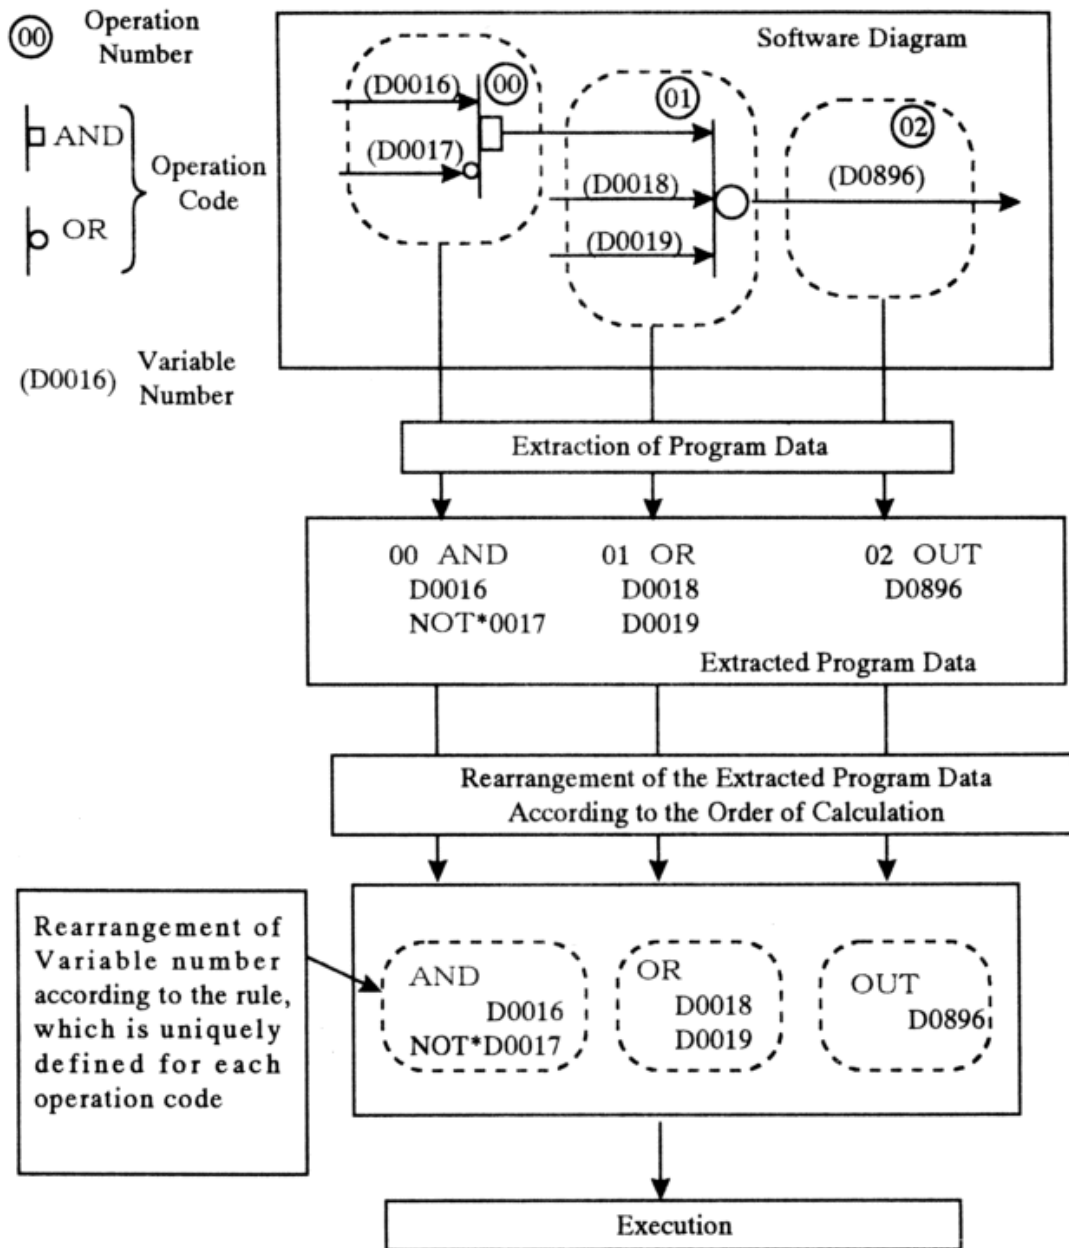 00 Operation
Number
AND
Operation
Code
OR
(D0016) Variable
Number
Software Diagram
(D0016) 00
(D0017)
01
(D0018)
(D0019)
02
(D0896)
Extraction of Program Data
00 AND
D0016
NOT*0017
01 OR
D0018
D0019
02 OUT
D0896
Extracted Program Data
Rearrangement of the Extracted Program Data
According to the Order of Calculation
Rearrangement of
Variable number
according to the rule,
which is uniquely
defined for each
operation code
AND
D0016
NOT*D0017
OR
D0018
D0019
OUT
D0896
Execution